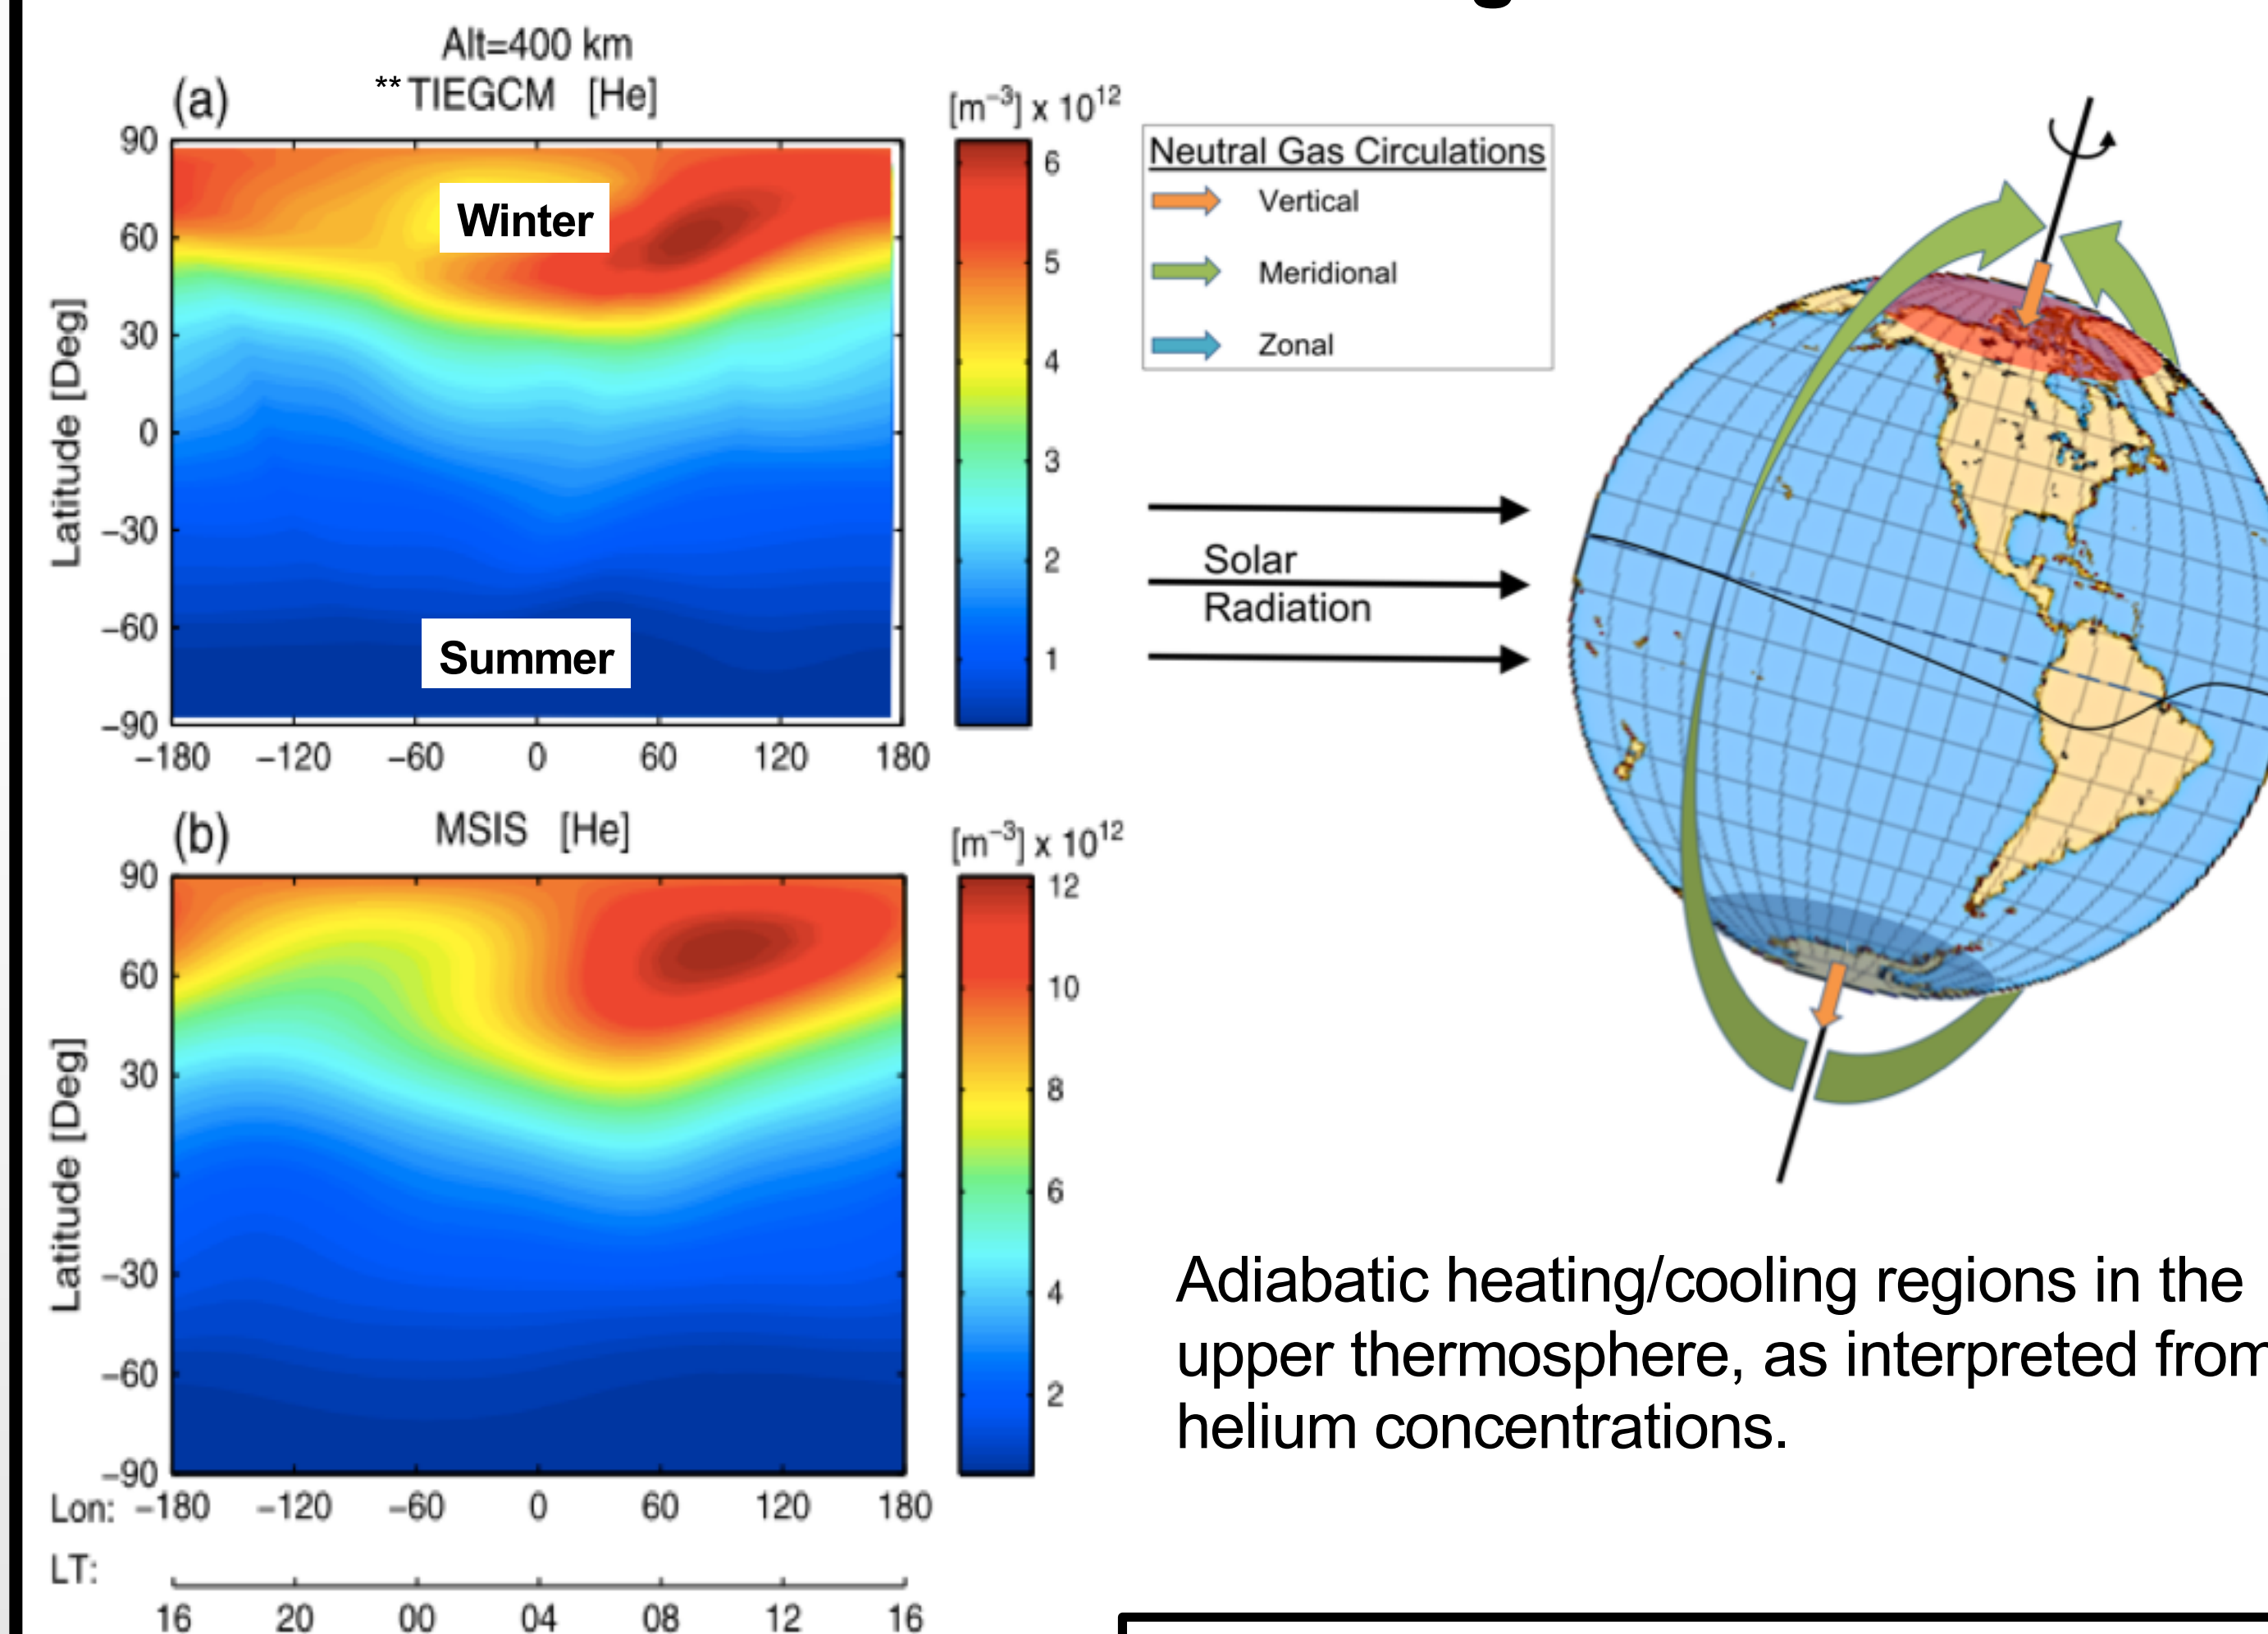 Alt=400 km
(a) **TIEGCM [He]
[m⁻³] x 10¹²
90
60
30
0
−30
−60
−90
Latitude [Deg]
Winter
Summer
−180 −120 −60 0 60 120 180
6
5
4
3
2
1
(b) MSIS [He]
[m⁻³] x 10¹²
90
60
30
−30
−60
−90
Latitude [Deg]
12
10
8
6
4
2
Lon: −180 −120 −60 0 60 120 180
LT:
16 20 00 04 08 12 16
Neutral Gas Circulations
Vertical
Meridional
Zonal
Solar
Radiation
Adiabatic heating/cooling regions in the
upper thermosphere, as interpreted from
helium concentrations.